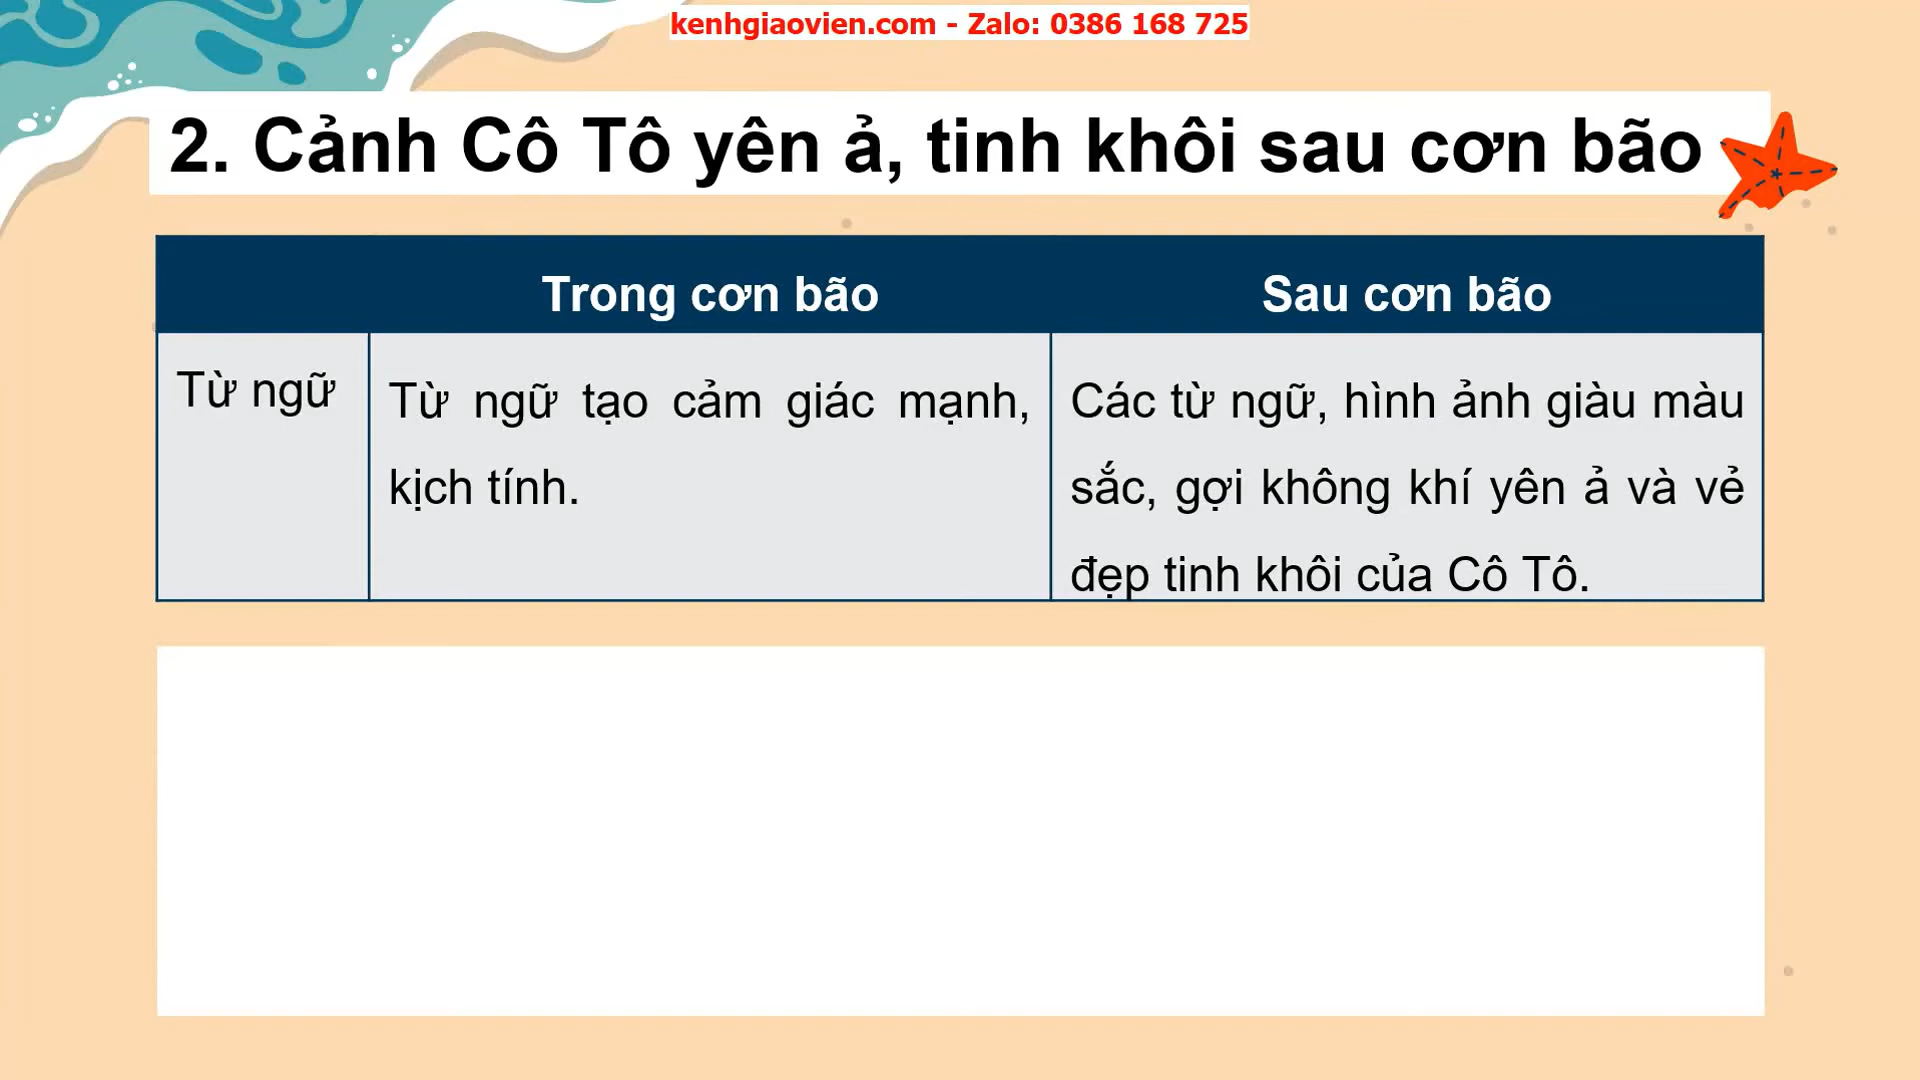 kenhgiaovien.com - Zalo: 0386 168 725
2. Cảnh Cô Tô yên ả, tinh khôi sau cơn bão
Trong cơn bão
Sau cơn bão
Từ ngữ
Từ ngữ tạo cảm giác mạnh,
kịch tính.
Các từ ngữ, hình ảnh giàu màu
sắc, gợi không khí yên ả và vẻ
đẹp tinh khôi của Cô Tô.